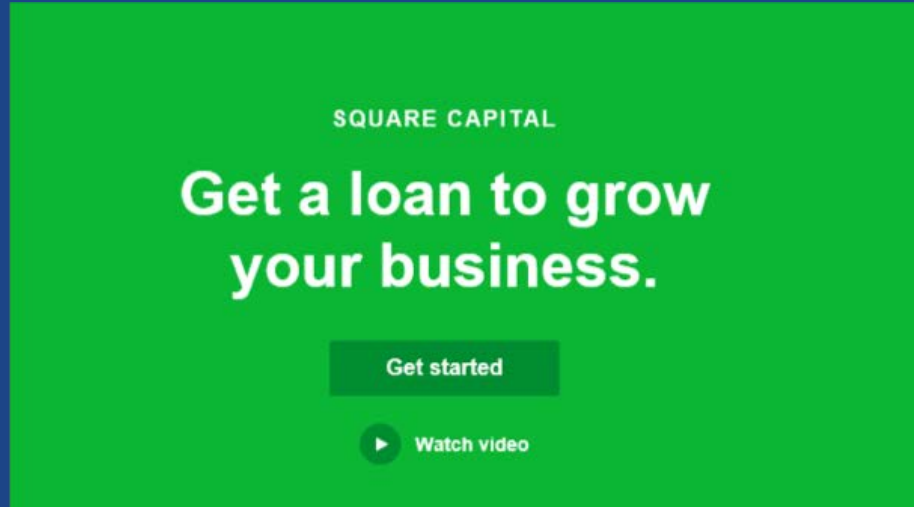 SQUARE CAPITAL
Get a loan to grow
your business.
Get started
Watch video